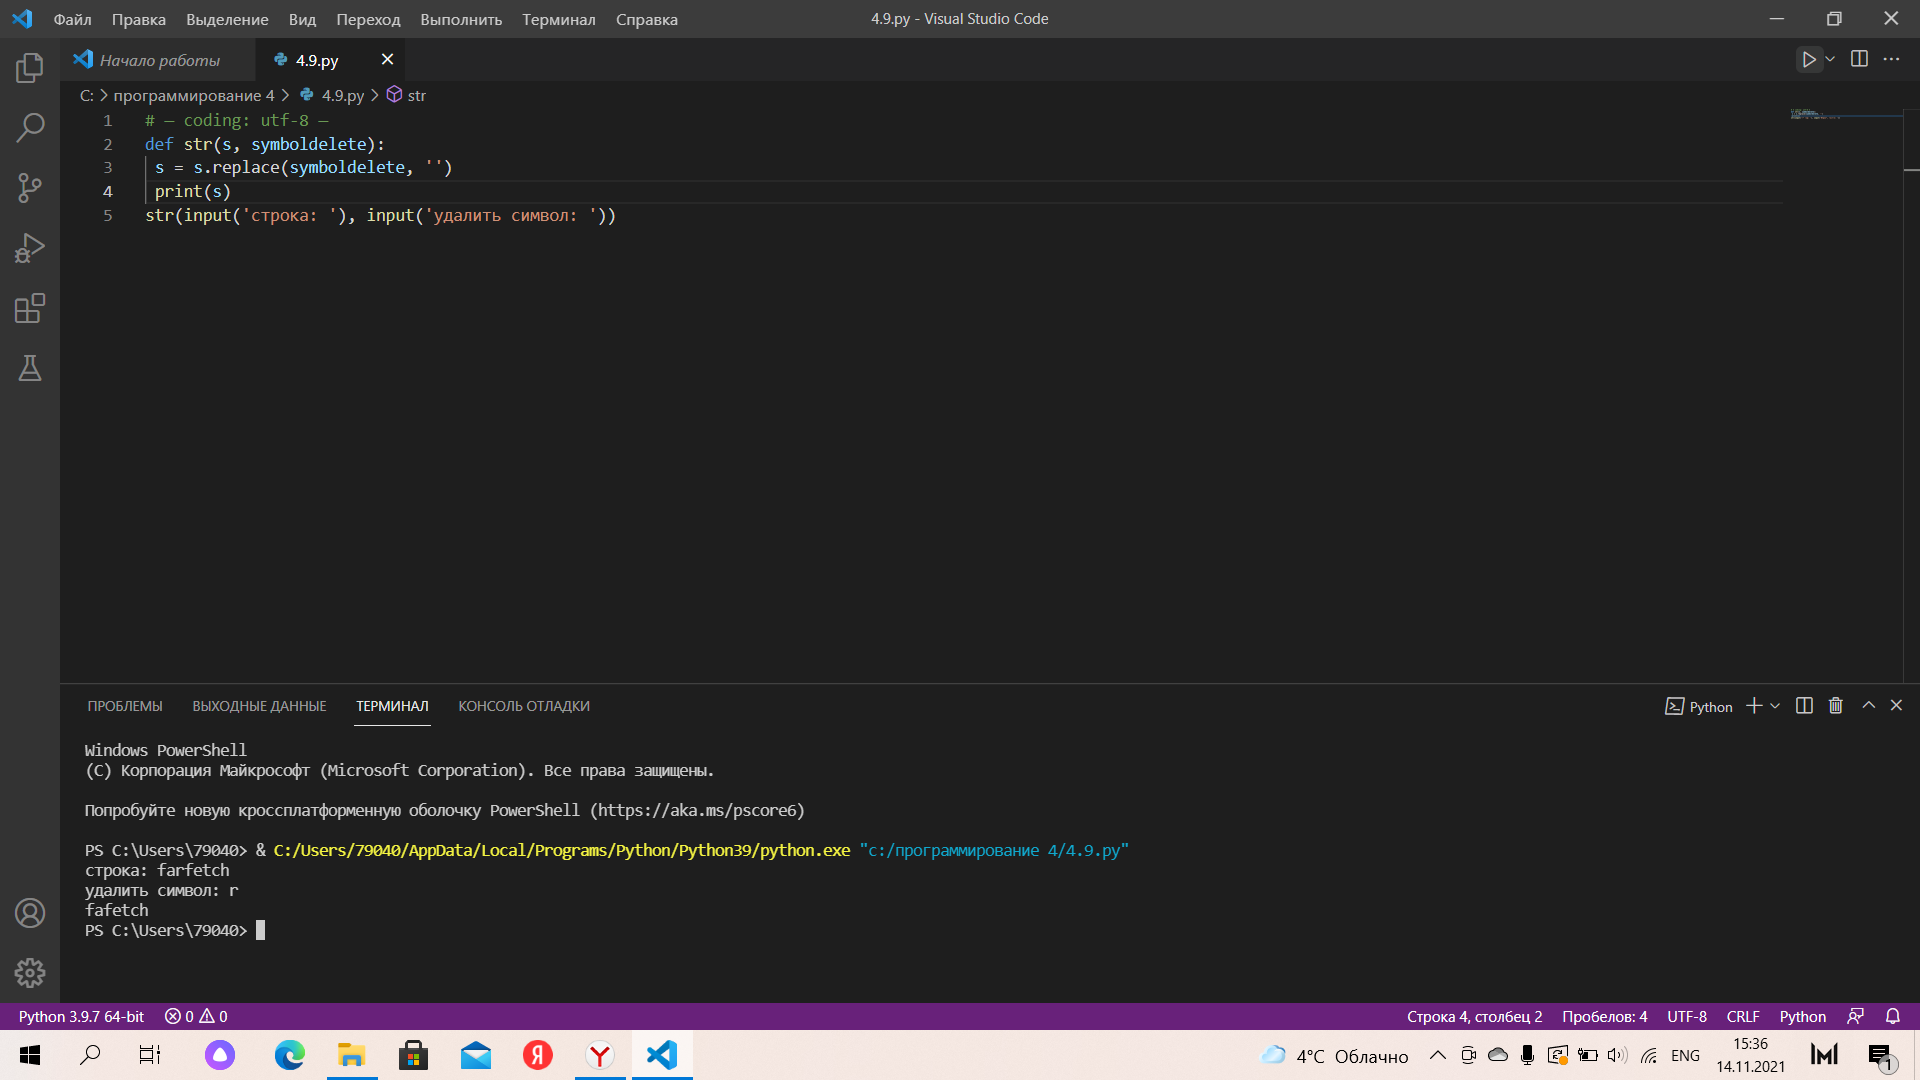 Файл Правка Выделение Вид Переход Выполнить Терминал Справка 4.9.py - Visual Studio Code
Начало работы 4.9.py
C: > программирование 4 > 4.9.py > str
1 # — coding: utf-8 —
2 def str(s, symboldelete):
3 s = s.replace(symboldelete, '')
4 print(s)
5 str(input('строка: '), input('удалить символ: '))
ПРОБЛЕМЫ ВЫХОДНЫЕ ДАННЫЕ ТЕРМИНАЛ КОНСОЛЬ ОТЛАДКИ Python
Windows PowerShell
(C) Корпорация Майкрософт (Microsoft Corporation). Все права защищены.
Попробуйте новую кроссплатформенную оболочку PowerShell (https://aka.ms/pscore6)
PS C:\Users\79040> & C:/Users/79040/AppData/Local/Programs/Python/Python39/python.exe "c:/программирование 4/4.9.py"
строка: farfetch
удалить символ: r
fafetch
PS C:\Users\79040>
Python 3.9.7 64-bit 0 0 Строка 4, столбец 2 Пробелов: 4 UTF-8 CRLF Python
4°C Облачно ENG 15:36
14.11.2021 1